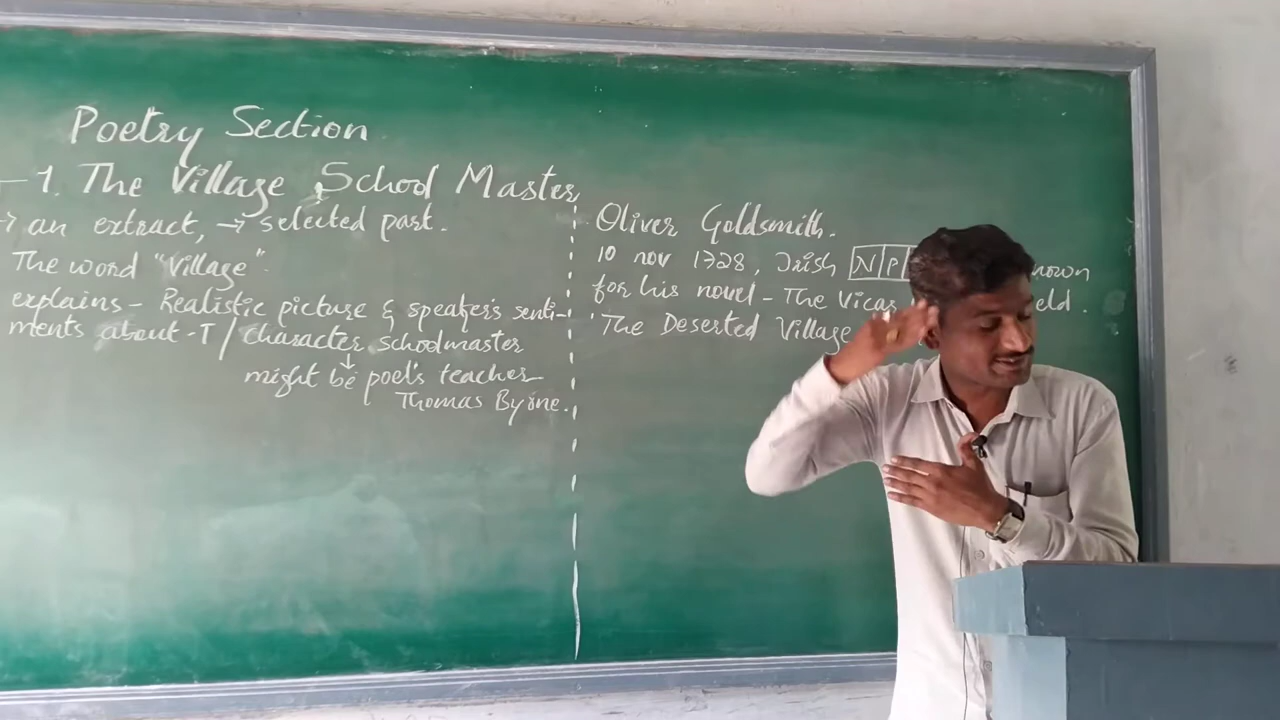 Poetry Section
1. The Village School Master
→ an extract, → selected part.
The word "Village".
explains - Realistic picture & speaker's senti-
ments about - T / character schoolmaster
↓
might be poet's teacher
Thomas Byrne.
Oliver Goldsmith.
10 nov 1728, Irish N P nown
for his novel - The Vicar eld.
The Deserted Village